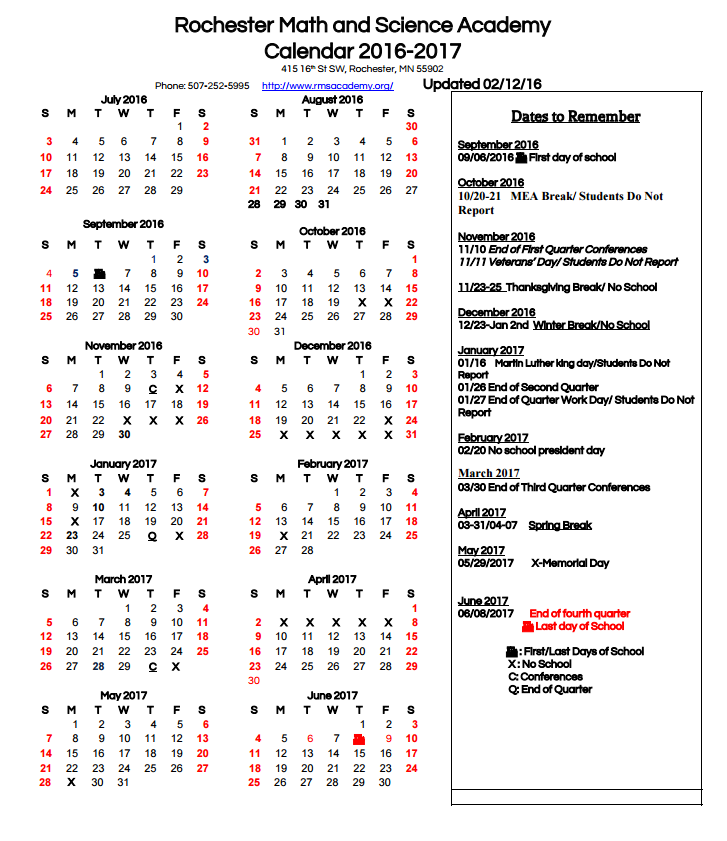 Rochester Math and Science Academy
Calendar 2016-2017
415 16th St SW, Rochester, MN 55902
Phone: 507-252-5995 http://www.rmsacademy.org/ Updated 02/12/16
July 2016
S M T W T F S
1 2
3 4 5 6 7 8 9
10 11 12 13 14 15 16
17 18 19 20 21 22 23
24 25 26 27 28 29
August 2016
S M T W T F S
30
31 1 2 3 4 5 6
7 8 9 10 11 12 13
14 15 16 17 18 19 20
21 22 23 24 25 26 27
28 29 30 31
September 2016
S M T W T F S
1 2 3
4 5 7 8 9 10
11 12 13 14 15 16 17
18 19 20 21 22 23 24
25 26 27 28 29 30
October 2016
S M T W T F S
1
2 3 4 5 6 7 8
9 10 11 12 13 14 15
16 17 18 19 X X 22
23 24 25 26 27 28 29
30 31
November 2016
S M T W T F S
1 2 3 4 5
6 7 8 9 C X 12
13 14 15 16 17 18 19
20 21 22 X X X 26
27 28 29 30
December 2016
S M T W T F S
1 2 3
4 5 6 7 8 9 10
11 12 13 14 15 16 17
18 19 20 21 22 X 24
25 X X X X X 31
January 2017
S M T W T F S
1 X 3 4 5 6 7
8 9 10 11 12 13 14
15 X 17 18 19 20 21
22 23 24 25 Q X 28
29 30 31
February 2017
S M T W T F S
1 2 3 4
5 6 7 8 9 10 11
12 13 14 15 16 17 18
19 X 21 22 23 24 25
26 27 28
March 2017
S M T W T F S
1 2 3 4
5 6 7 8 9 10 11
12 13 14 15 16 17 18
19 20 21 22 23 24 25
26 27 28 29 C X
April 2017
S M T W T F S
1
2 X X X X X 8
9 10 11 12 13 14 15
16 17 18 19 20 21 22
23 24 25 26 27 28 29
30
May 2017
S M T W T F S
1 2 3 4 5 6
7 8 9 10 11 12 13
14 15 16 17 18 19 20
21 22 23 24 25 26 27
28 X 30 31
June 2017
S M T W T F S
1 2 3
4 5 6 7 9 10
11 12 13 14 15 16 17
18 19 20 21 22 23 24
25 26 27 28 29 30
Dates to Remember
September 2016
09/06/2016 First day of school
October 2016
10/20-21 MEA Break/ Students Do Not
Report
November 2016
11/10 End of First Quarter Conferences
11/11 Veterans' Day/ Students Do Not Report
11/23-25 Thanksgiving Break/ No School
December 2016
12/23-Jan 2nd Winter Break/No School
January 2017
01/16 Martin Luther king day/Students Do Not
Report
01/26 End of Second Quarter
01/27 End of Quarter Work Day/ Students Do Not
Report
February 2017
02/20 No school president day
March 2017
03/30 End of Third Quarter Conferences
April 2017
03-31/04-07 Spring Break
May 2017
05/29/2017 X-Memorial Day
June 2017
06/08/2017 End of fourth quarter
Last day of School
: First/Last Days of School
X : No School
C: Conferences
Q: End of Quarter